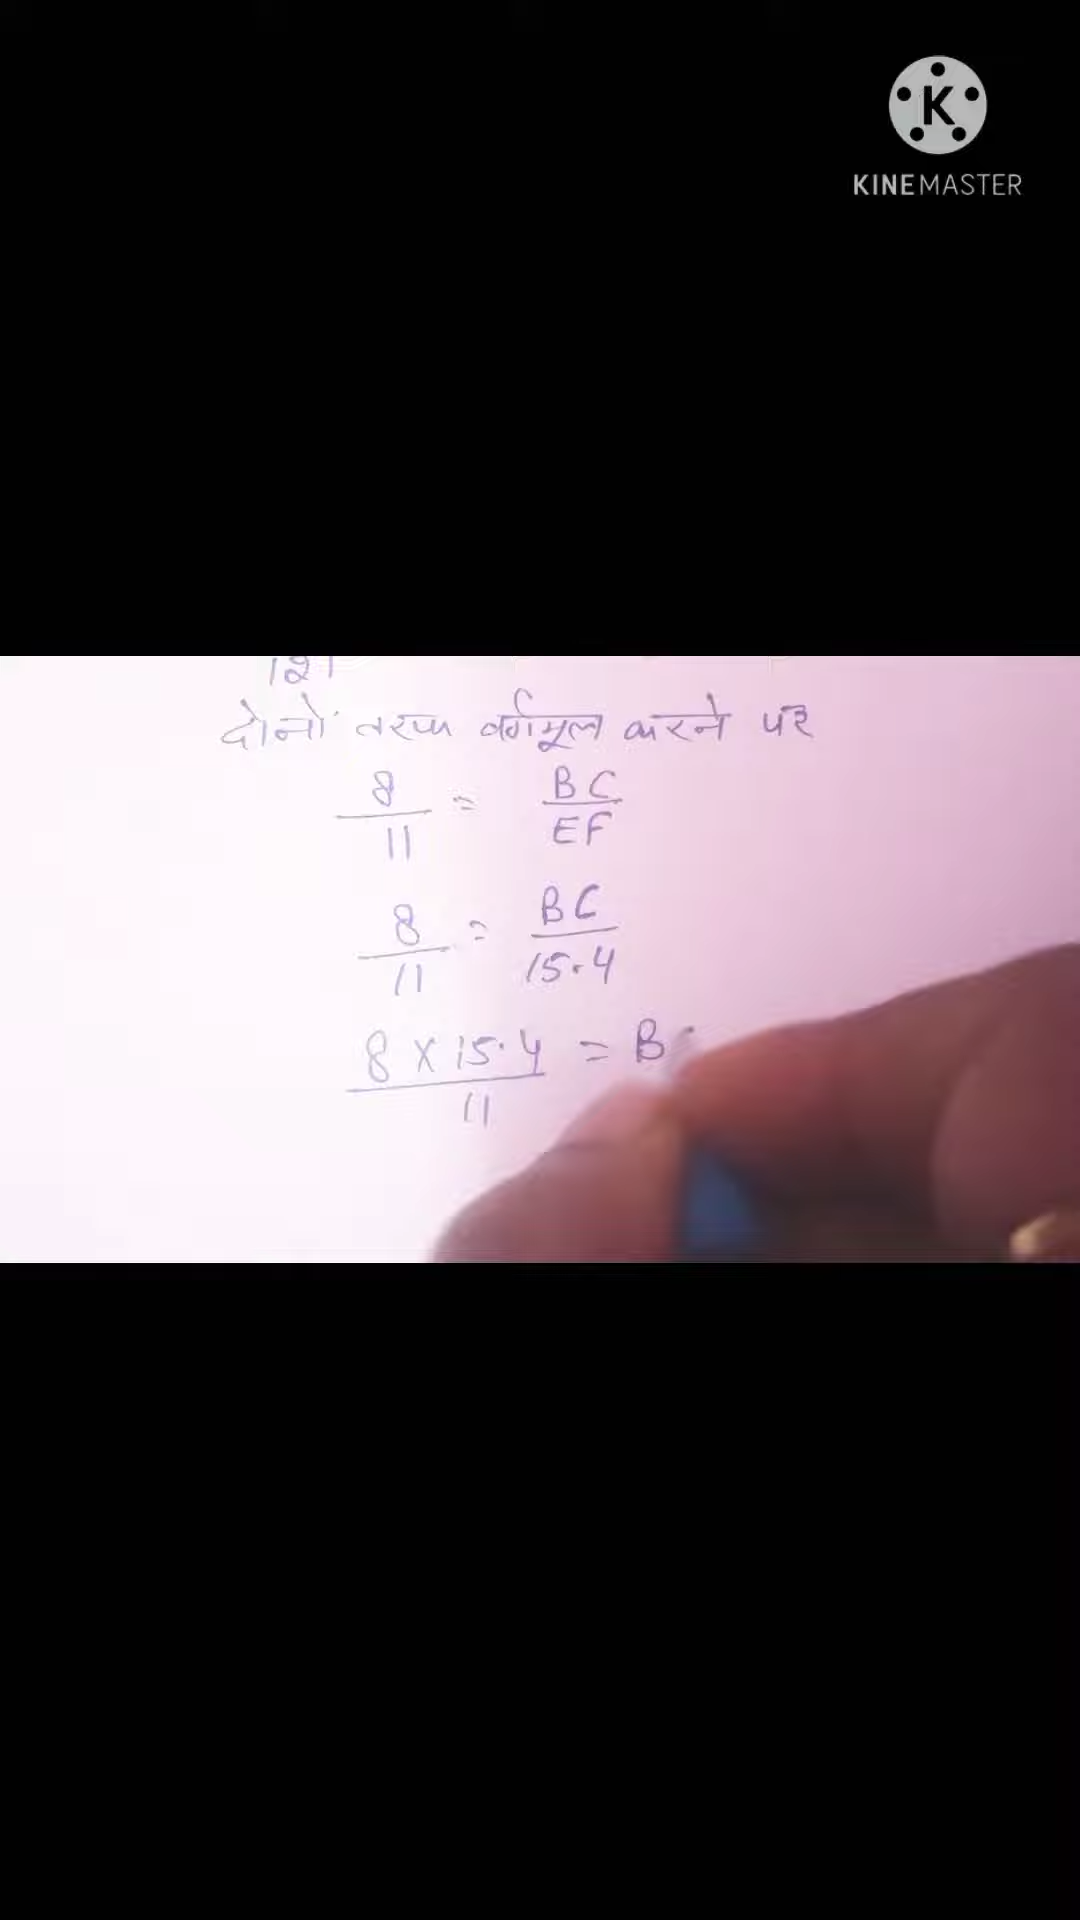 K
KINEMASTER
121
दोनों तरफ वर्गमूल करने पर
8/11 = BC/EF
8/11 = BC/15.4
8 X 15.4/11 = B